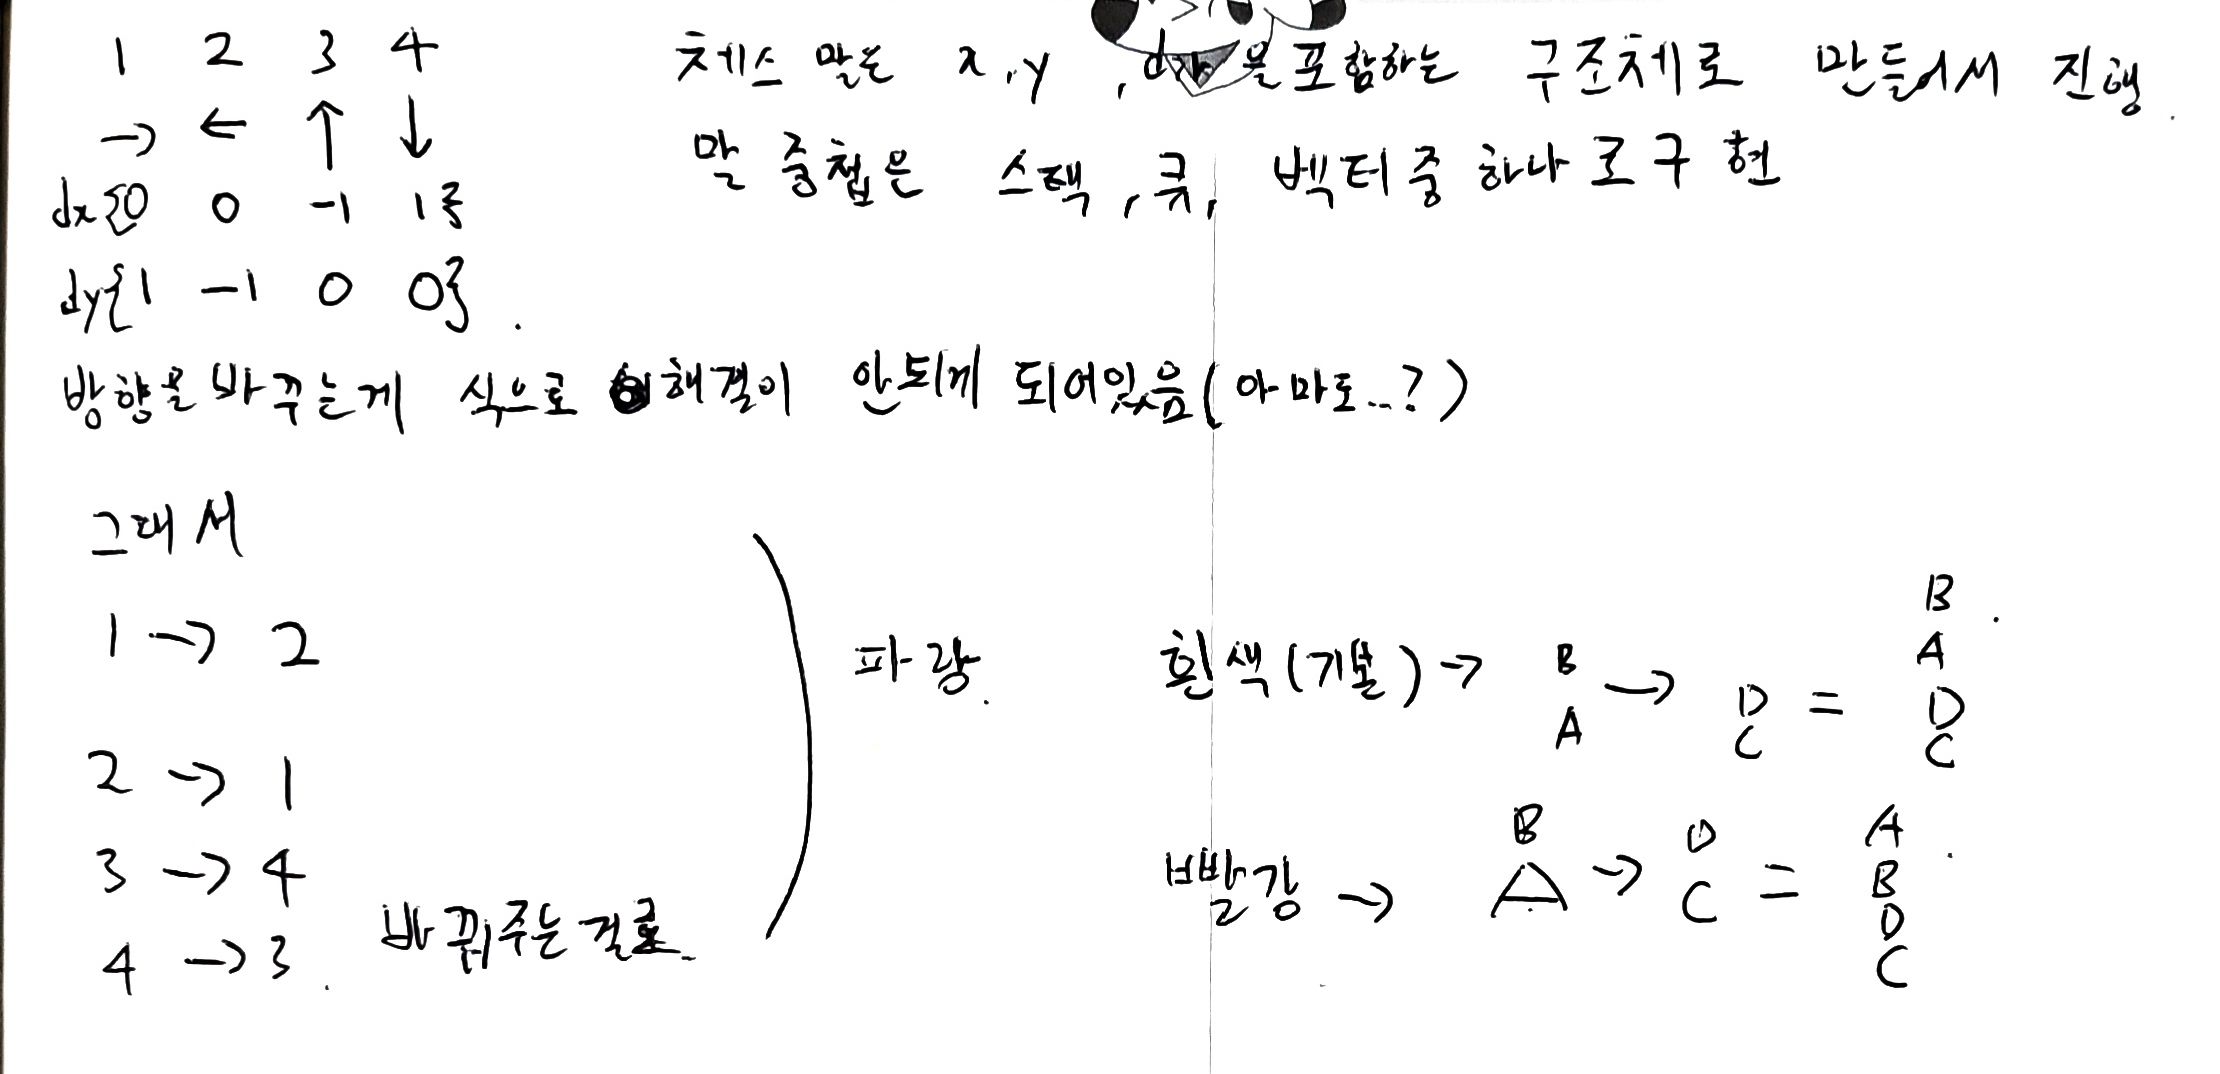 1 2 3 4
→ ← ↑ ↓
dx{0 0 -1 1}
dy{1 -1 0 0}.
체스 말은 x, y, dir을 포함하는 구조체로 만들어서 진행.
말 중첩은 스택, 큐, 벡터 중 하나로 구현
방향을 바꾸는게 식으로 해결이 안되게 되어있음(아마도...?)
그래서
1 → 2
2 → 1
3 → 4
4 → 3. 바꿔주는 걸로.
파랑.
흰색(기본) → B A → D C = B A D C.
빨강 → B A → D C = A B D C.